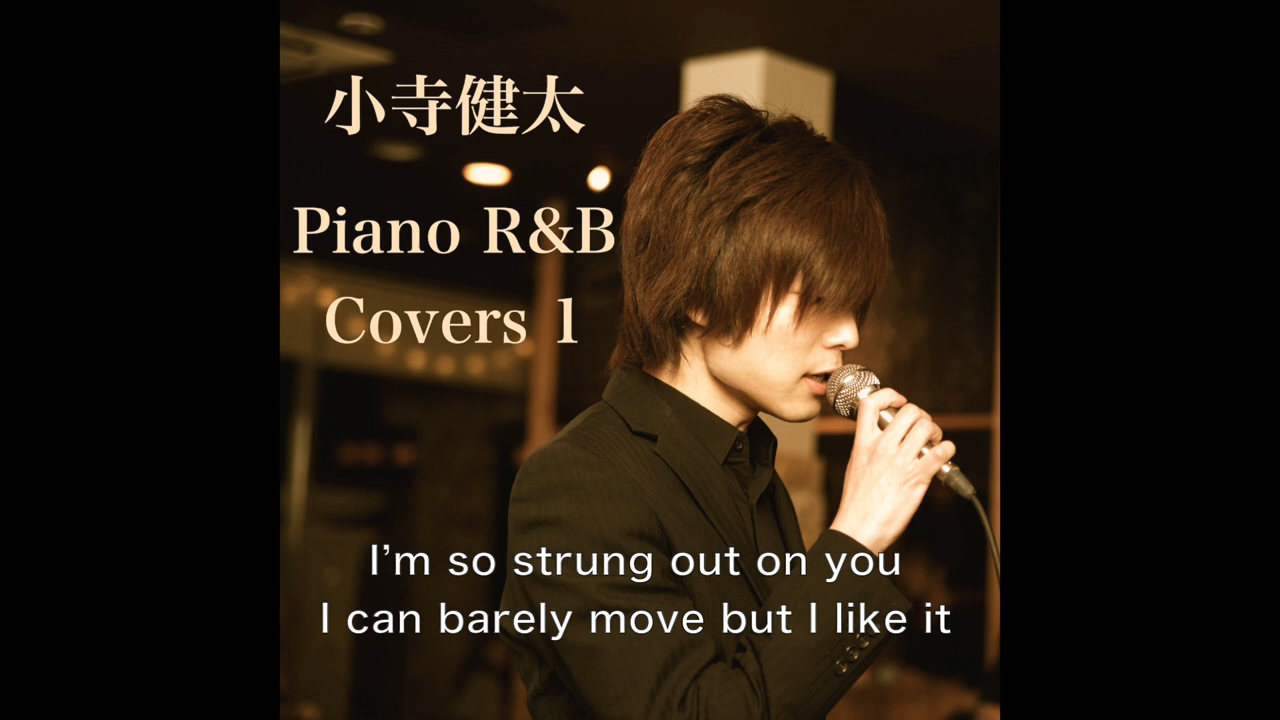 小寺健太
Piano R&B
Covers 1
I’m so strung out on you
I can barely move but I like it